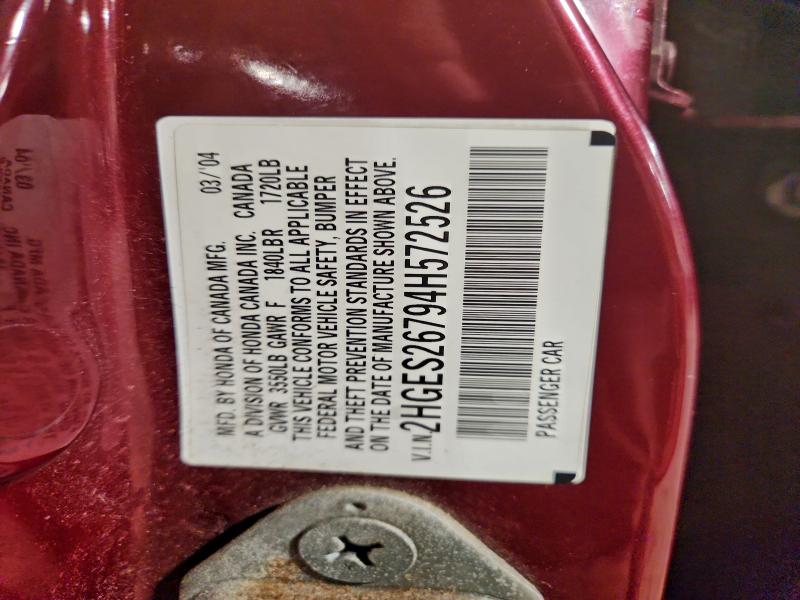 MFD. BY HONDA OF CANADA MFG. 03/'04
A DIVISION OF HONDA CANADA INC. CANADA
GVWR 3550LB GAWR F 1840LB R 1720LB
THIS VEHICLE CONFORMS TO ALL APPLICABLE
FEDERAL MOTOR VEHICLE SAFETY, BUMPER
AND THEFT PREVENTION STANDARDS IN EFFECT
ON THE DATE OF MANUFACTURE SHOWN ABOVE.
V.I.N. 2HGES26794H572526
PASSENGER CAR